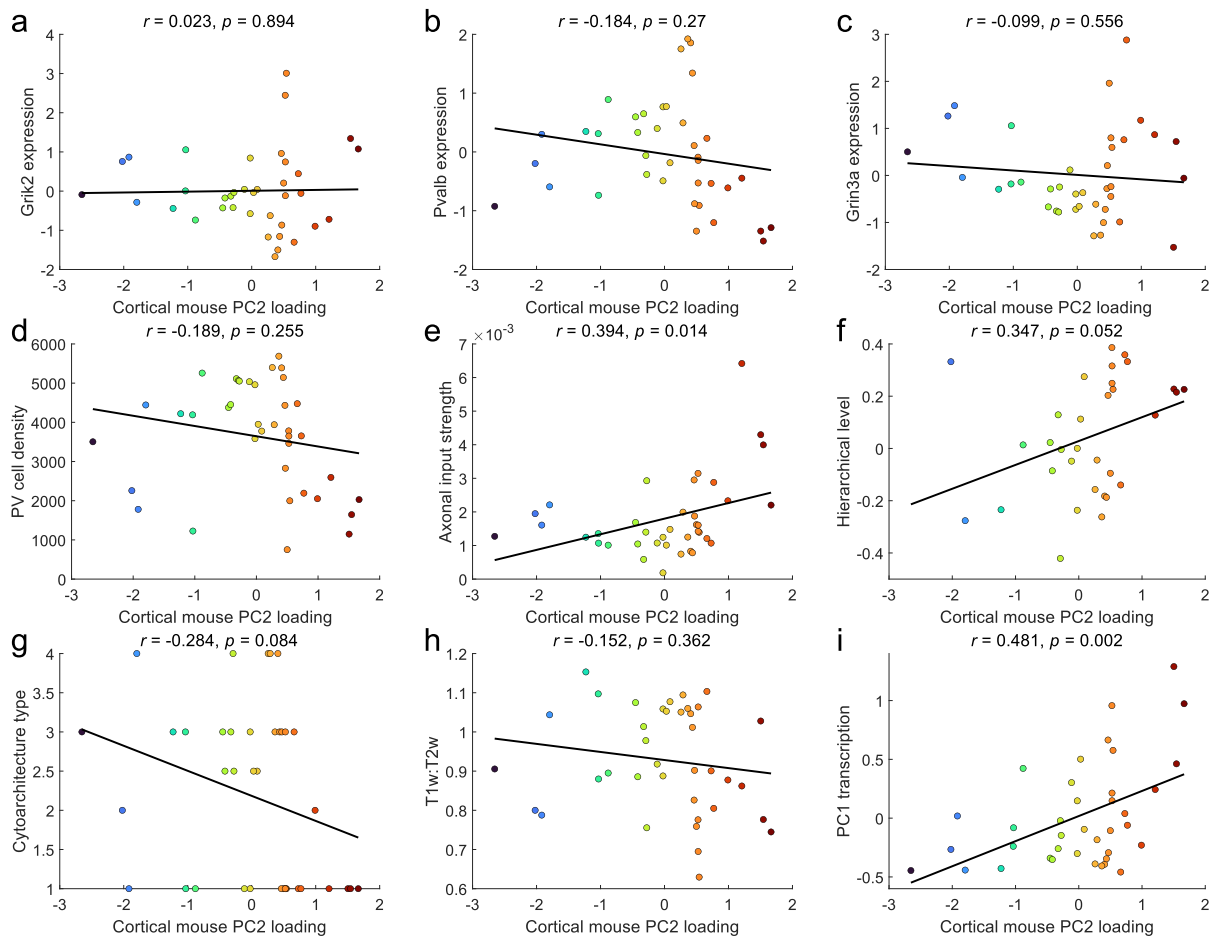 a
r = 0.023, p = 0.894
4
3
2
1
0
-1
-2
Grik2 expression
-3 -2 -1 0 1 2
Cortical mouse PC2 loading
b
r = -0.184, p = 0.27
2
1
0
-1
-2
Pvalb expression
-3 -2 -1 0 1 2
Cortical mouse PC2 loading
c
r = -0.099, p = 0.556
3
2
1
0
-1
-2
Grin3a expression
-3 -2 -1 0 1 2
Cortical mouse PC2 loading
d
r = -0.189, p = 0.255
6000
5000
4000
3000
2000
1000
0
PV cell density
-3 -2 -1 0 1 2
Cortical mouse PC2 loading
e
r = 0.394, p = 0.014
×10-3
7
6
5
4
3
2
1
0
Axonal input strength
-3 -2 -1 0 1 2
Cortical mouse PC2 loading
f
r = 0.347, p = 0.052
0.4
0.2
0
-0.2
-0.4
Hierarchical level
-3 -2 -1 0 1 2
Cortical mouse PC2 loading
g
r = -0.284, p = 0.084
4
3.5
3
2.5
2
1.5
1
Cytoarchitecture type
-3 -2 -1 0 1 2
Cortical mouse PC2 loading
h
r = -0.152, p = 0.362
1.2
1.1
1
0.9
0.8
0.7
0.6
T1w:T2w
-3 -2 -1 0 1 2
Cortical mouse PC2 loading
i
r = 0.481, p = 0.002
1
0.5
0
-0.5
PC1 transcription
-3 -2 -1 0 1 2
Cortical mouse PC2 loading